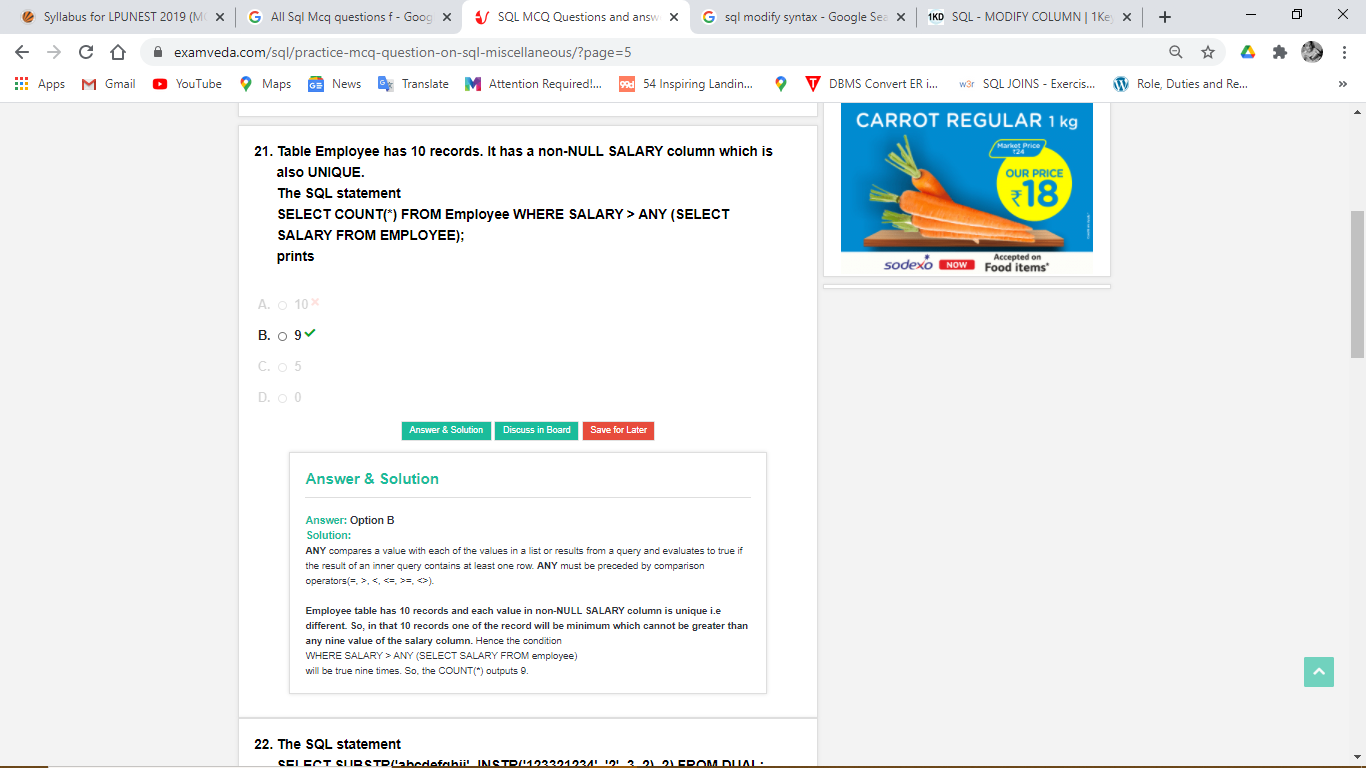 Syllabus for LPUNEST 2019 (MC
All Sql Mcq questions f - Goog
SQL MCQ Questions and answ
sql modify syntax - Google Sea
1KD SQL - MODIFY COLUMN | 1Key
examveda.com/sql/practice-mcq-question-on-sql-miscellaneous/?page=5
Apps Gmail YouTube Maps News Translate Attention Required!... 99d 54 Inspiring Landin... DBMS Convert ER i... w3r SQL JOINS - Exercis... Role, Duties and Re... »
21. Table Employee has 10 records. It has a non-NULL SALARY column which is
also UNIQUE.
The SQL statement
SELECT COUNT(*) FROM Employee WHERE SALARY > ANY (SELECT
SALARY FROM EMPLOYEE);
prints
A. 10
B. 9
C. 5
D. 0
Answer & Solution Discuss in Board Save for Later
Answer & Solution
Answer: Option B
Solution:
ANY compares a value with each of the values in a list or results from a query and evaluates to true if
the result of an inner query contains at least one row. ANY must be preceded by comparison
operators(=, >, <, <=, >=, <>).
Employee table has 10 records and each value in non-NULL SALARY column is unique i.e
different. So, in that 10 records one of the record will be minimum which cannot be greater than
any nine value of the salary column. Hence the condition
WHERE SALARY > ANY (SELECT SALARY FROM employee)
will be true nine times. So, the COUNT(*) outputs 9.
22. The SQL statement
SELECT SUBSTR('abcdefghij', INSTR('123321234', '2', 3, 2), 2) FROM DUAL;
CARROT REGULAR 1 kg
Market Price
₹24
OUR PRICE
₹18
sodexo NOW Accepted on
Food items*